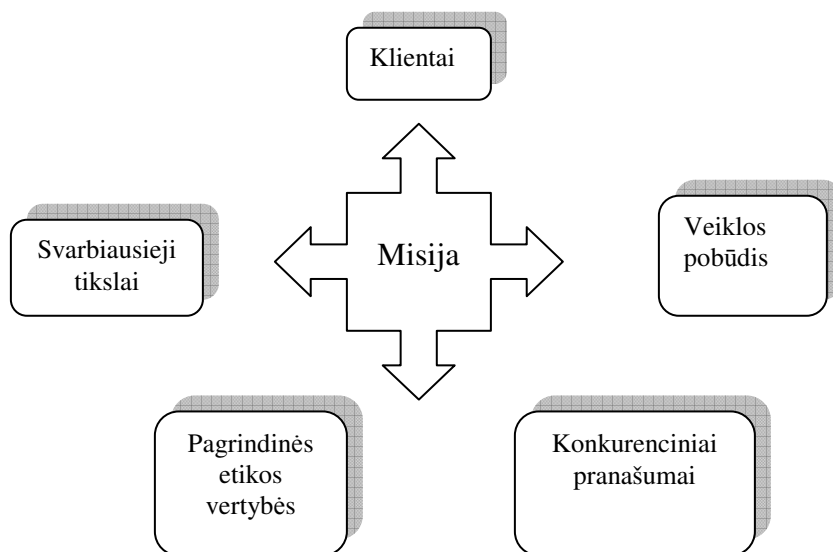 Klientai
Svarbiausieji
tikslai
Misija
Veiklos
pobūdis
Pagrindinės
etikos
vertybės
Konkurenciniai
pranašumai